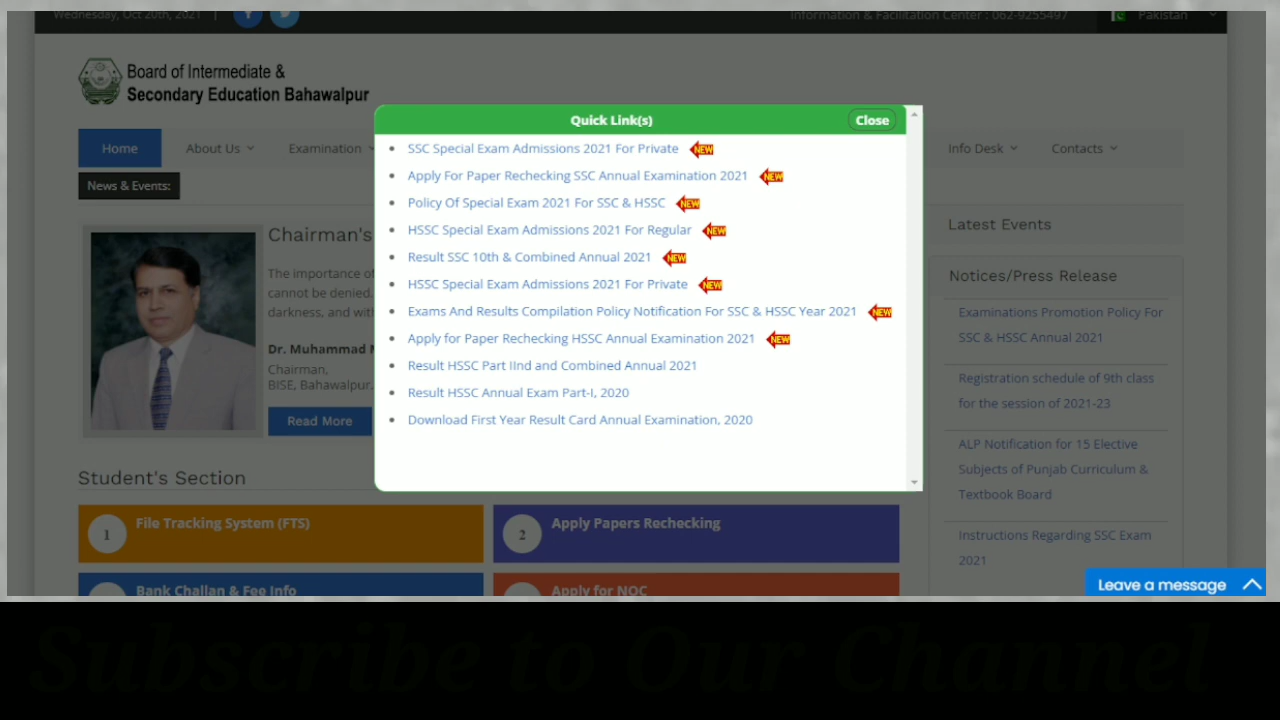 Wednesday, Oct 20th, 2021 |
Information & Facilitation Center : 062-9255497
Pakistan
Board of Intermediate &
Secondary Education Bahawalpur
Home
About Us
Examination
Info Desk
Contacts
News & Events:
Quick Link(s)
Close
SSC Special Exam Admissions 2021 For Private NEW
Apply For Paper Rechecking SSC Annual Examination 2021 NEW
Policy Of Special Exam 2021 For SSC & HSSC NEW
HSSC Special Exam Admissions 2021 For Regular NEW
Result SSC 10th & Combined Annual 2021 NEW
HSSC Special Exam Admissions 2021 For Private NEW
Exams And Results Compilation Policy Notification For SSC & HSSC Year 2021 NEW
Apply for Paper Rechecking HSSC Annual Examination 2021 NEW
Result HSSC Part IInd and Combined Annual 2021
Result HSSC Annual Exam Part-I, 2020
Download First Year Result Card Annual Examination, 2020
Chairman's
The importance of
cannot be denied.
darkness, and
Dr. Muhammad
Chairman,
BISE, Bahawalpur.
Read More
Latest Events
Notices/Press Release
Examinations Promotion Policy For
SSC & HSSC Annual 2021
Registration schedule of 9th class
for the session of 2021-23
ALP Notification for 15 Elective
Subjects of Punjab Curriculum &
Textbook Board
Instructions Regarding SSC Exam
2021
Student's Section
1 File Tracking System (FTS)
2 Apply Papers Rechecking
Bank Challan & Fee Info
Apply for NOC
Leave a message
Subscribe to Our Channel